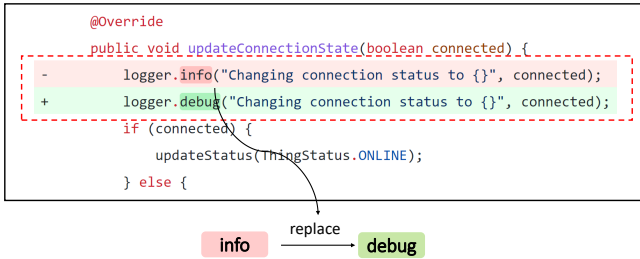 @Override
public void updateConnectionState(boolean connected) {
- logger.info("Changing connection status to {}", connected);
+ logger.debug("Changing connection status to {}", connected);
if (connected) {
updateStatus(ThingStatus.ONLINE);
} else {
replace
info debug